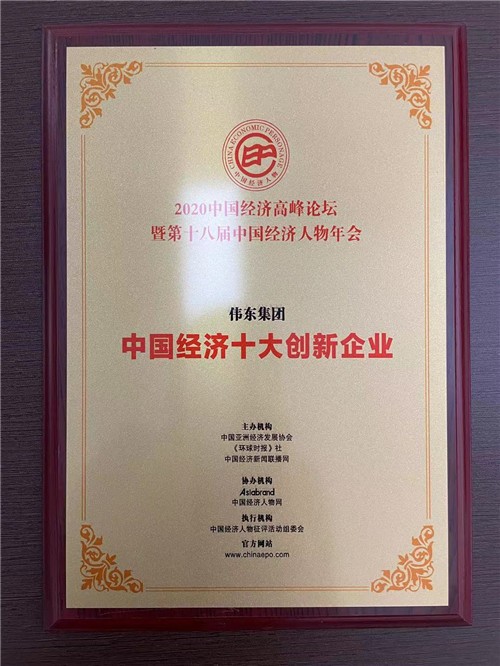 CHINA ECONOMIC PERSONAGE
中国经济人物
2020中国经济高峰论坛
暨第十八届中国经济人物年会
伟东集团
中国经济十大创新企业
主办机构
中国亚洲经济发展协会
《环球时报》社
中国经济新闻联播网
协办机构
Asiabrand
中国经济人物网
执行机构
中国经济人物征评活动组委会
官方网站
www.chinaepo.com